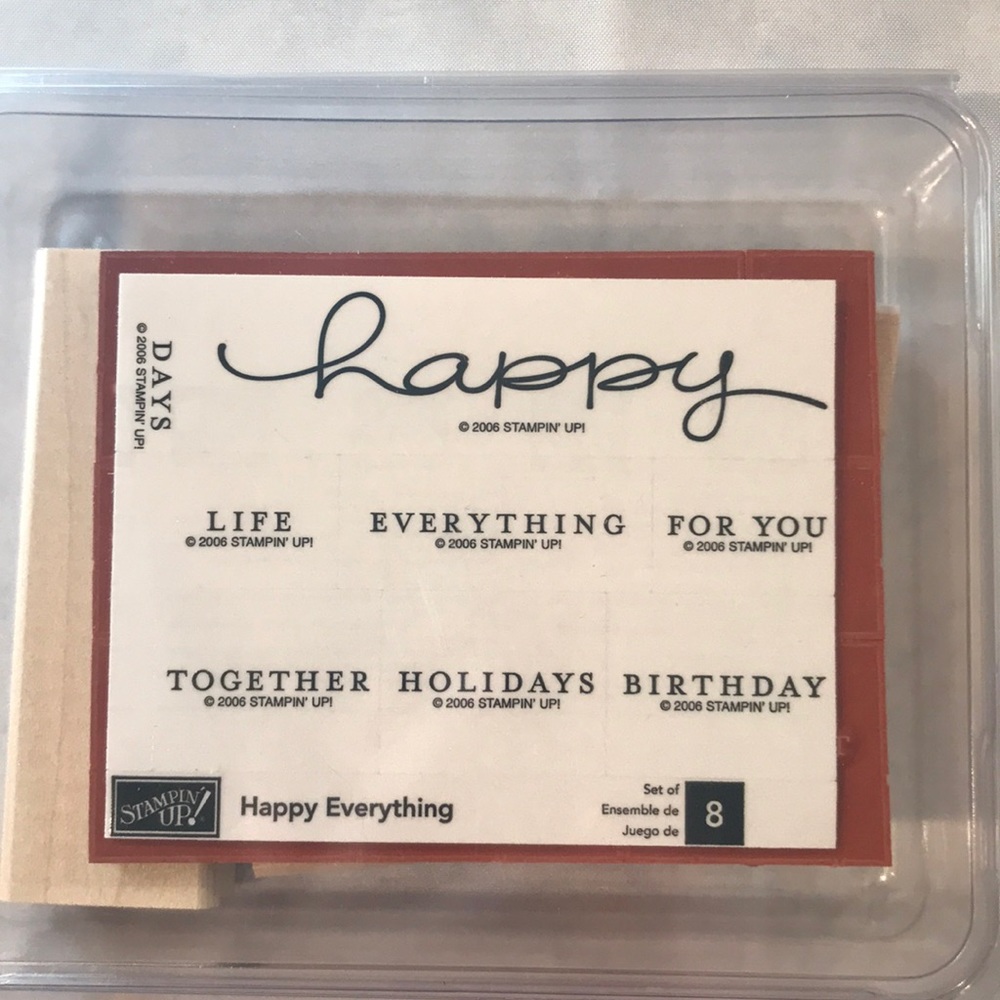 happy
© 2006 STAMPIN' UP!
DAYS
© 2006 STAMPIN' UP!
LIFE
© 2006 STAMPIN' UP!
EVERYTHING
© 2006 STAMPIN' UP!
FOR YOU
© 2006 STAMPIN' UP!
TOGETHER
© 2006 STAMPIN' UP!
HOLIDAYS
© 2006 STAMPIN' UP!
BIRTHDAY
© 2006 STAMPIN' UP!
STAMPIN'
UP!
Happy Everything
Set of
Ensemble de
Juego de
8